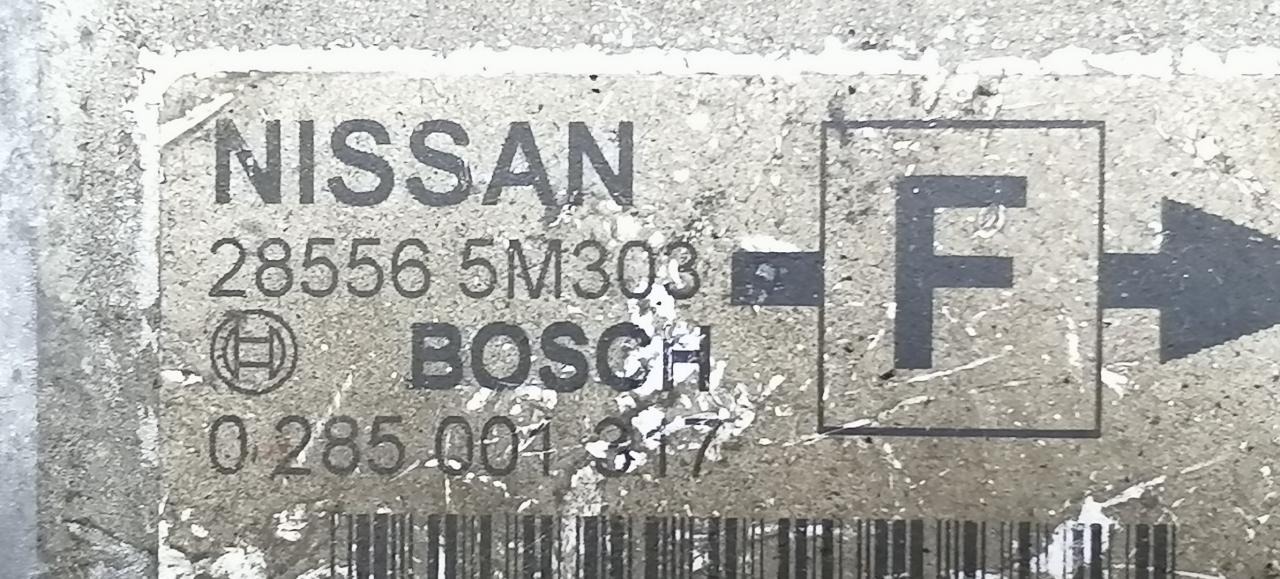 NISSAN
28556 5M303
BOSCH
0 285 001 317
F